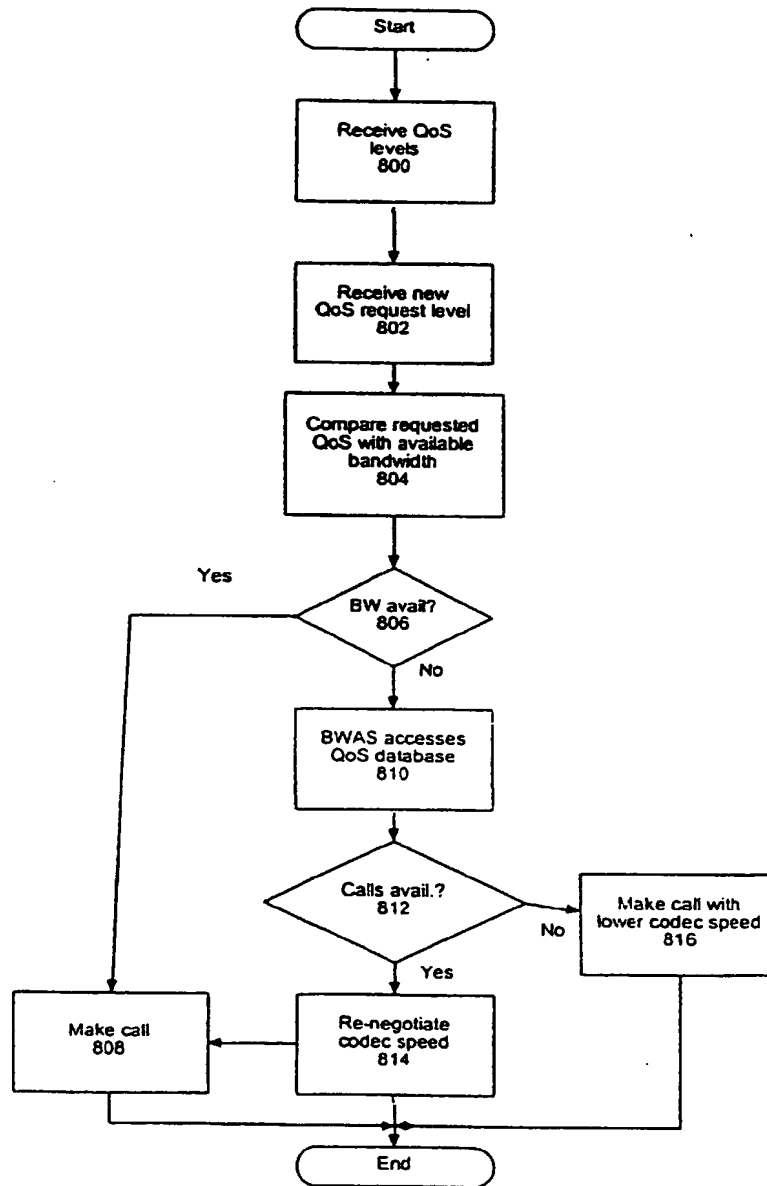 Start
Receive QoS
levels
800
Receive new
QoS request level
802
Compare requested
QoS with available
bandwidth
804
Yes
BW avail?
806
No
BWAS accesses
QoS database
810
Calls avail.?
812
No
Make call with
lower codec speed
816
Yes
Make call
808
Re-negotiate
codec speed
814
End